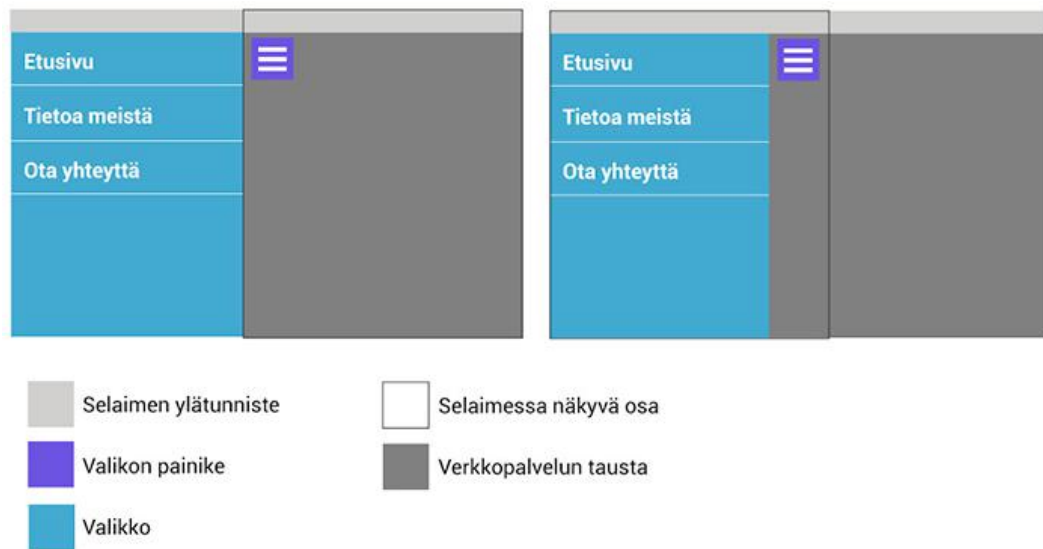 Etusivu
Tietoa meistä
Ota yhteyttä
Etusivu
Tietoa meistä
Ota yhteyttä
Selaimen ylätunniste
Selaimessa näkyvä osa
Valikon painike
Verkkopalvelun tausta
Valikko